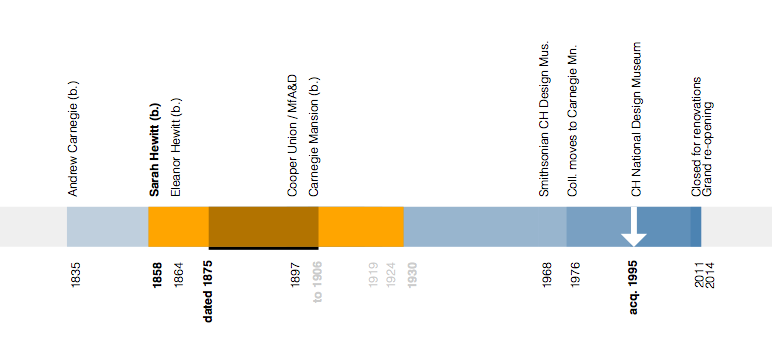 Andrew Carnegie (b.)
Sarah Hewitt (b.)
Eleanor Hewitt (b.)
Cooper Union / MfA&D
Carnegie Mansion (b.)
Smithsonian CH Design Mus.
Coll. moves to Carnegie Mn.
CH National Design Museum
Closed for renovations
Grand re-opening
1835
1858
1864
dated 1875
1897
to 1906
1919
1924
1930
1968
1976
acq. 1995
2011
2014